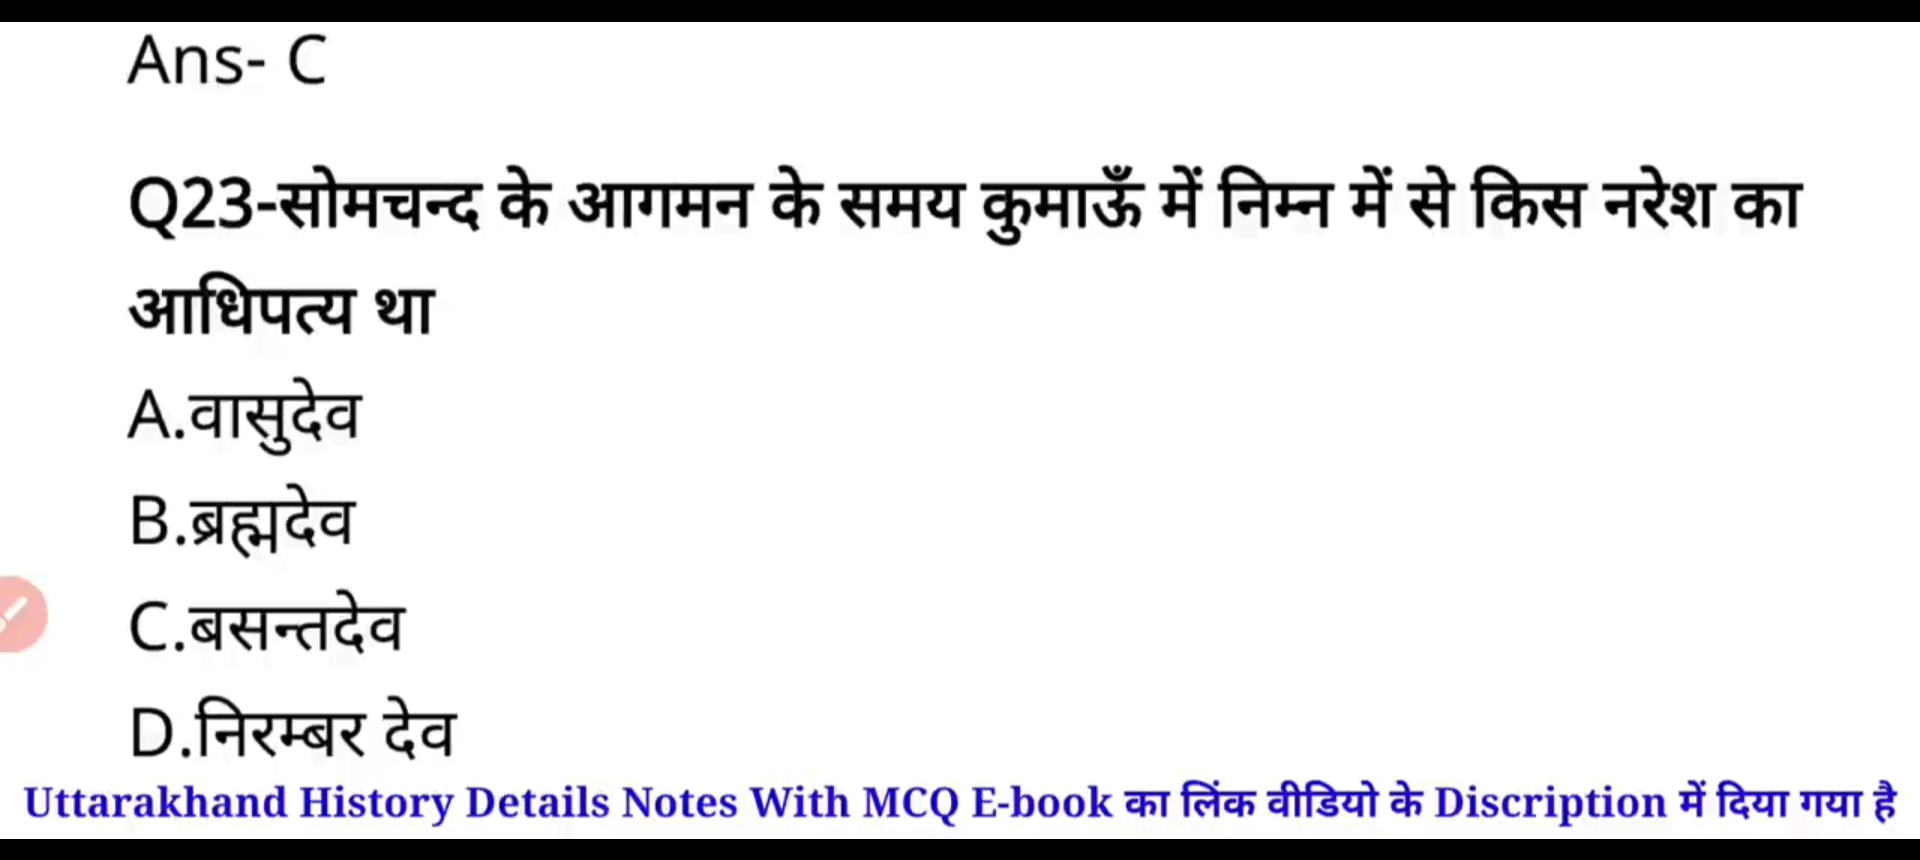 Ans- C
Q23-सोमचन्द के आगमन के समय कुमाऊँ में निम्न में से किस नरेश का
आधिपत्य था
A.वासुदेव
B.ब्रह्मदेव
C.बसन्तदेव
D.निरम्बर देव
Uttarakhand History Details Notes With MCQ E-book का लिंक वीडियो के Discription में दिया गया है